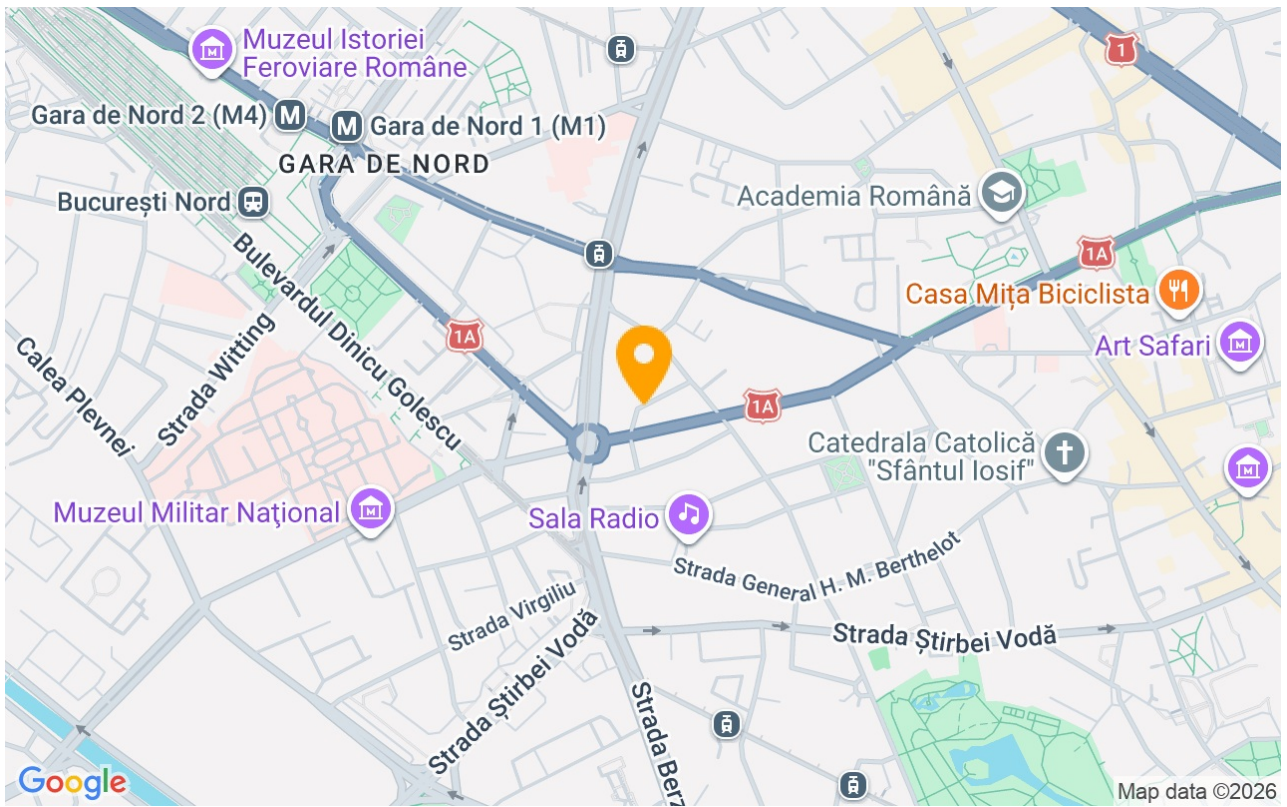 Muzeul Istoriei
Feroviare Române
1
Gara de Nord 2 (M4)
M
M
Gara de Nord 1 (M1)
GARA DE NORD
București Nord
Academia Română
1A
Bulevardul Dinicu Golescu
Casa Mița Biciclista
1A
Art Safari
Strada Witting
Calea Plevnei
1A
Catedrala Catolică
"Sfântul Iosif"
Muzeul Militar Naţional
Sala Radio
Strada General H. M. Berthelot
Strada Virgiliu
Strada Știrbei Vodă
Strada Știrbei Vodă
Strada Berz
Google
Map data ©2026